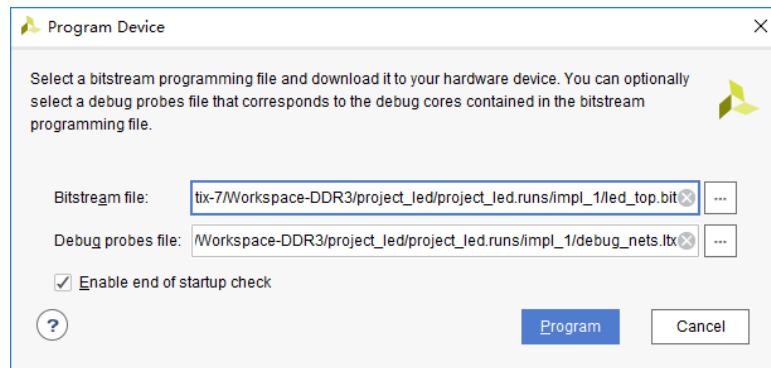 Program Device
Select a bitstream programming file and download it to your hardware device. You can optionally
select a debug probes file that corresponds to the debug cores contained in the bitstream
programming file.
Bitstream file: tix-7/Workspace-DDR3/project_led/project_led.runs/impl_1/led_top.bit ...
Debug probes file: /Workspace-DDR3/project_led/project_led.runs/impl_1/debug_nets.ltx ...
Enable end of startup check
? Program Cancel